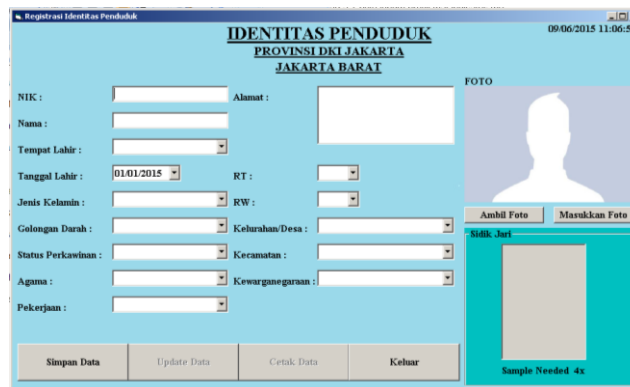 Registrasi Identitas Penduduk
IDENTITAS PENDUDUK
09/06/2015 11:06:5
PROVINSI DKI JAKARTA
JAKARTA BARAT
FOTO
NIK :
Alamat :
Nama :
Tempat Lahir :
Tanggal Lahir :
01/01/2015
RT :
Jenis Kelamin :
RW :
Ambil Foto
Masukkan Foto
Golongan Darah :
Kelurahan/Desa :
Sidik Jari
Status Perkawinan :
Kecamatan :
Agama :
Kewarganegaraan :
Pekerjaan :
Simpan Data
Update Data
Cetak Data
Keluar
Sample Needed 4x